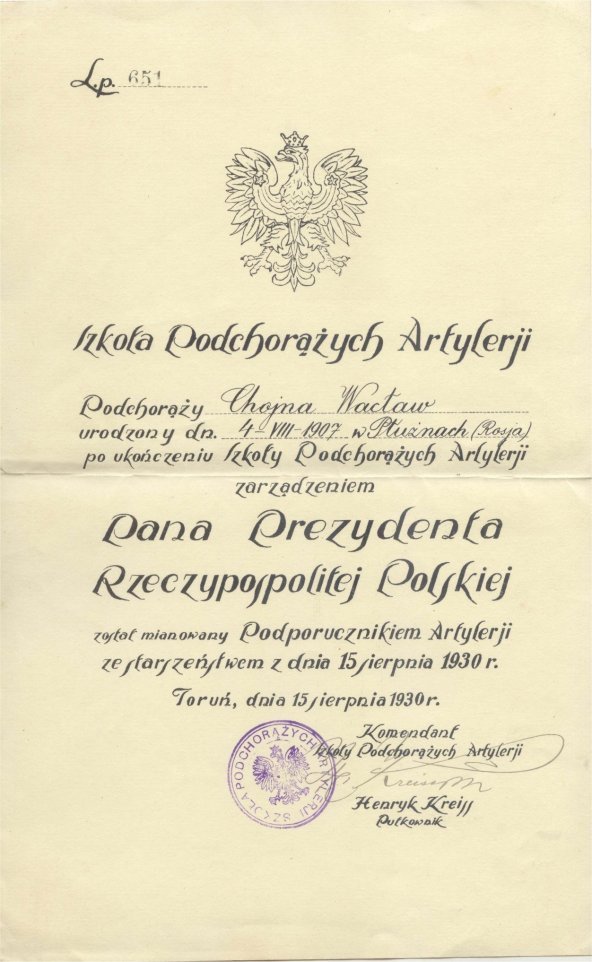 L.p. 651
Szkoła Podchorążych Artylerji
Podchorąży Chojna Wacław
urodzony dn. 4-VIII-1907 w Płużnach (Rosja)
po ukończeniu Szkoły Podchorążych Artylerji
zarządzeniem
Pana Prezydenta
Rzeczypospolitej Polskiej
został mianowany Podporucznikiem Artylerji
ze starszeństwem z dnia 15 sierpnia 1930 r.
Toruń, dnia 15 sierpnia 1930 r.
Komendant
Szkoły Podchorążych Artylerji
Kreiss
Henryk Kreiss
Pułkownik
SZKOŁA PODCHORĄŻYCH ARTYLERJI